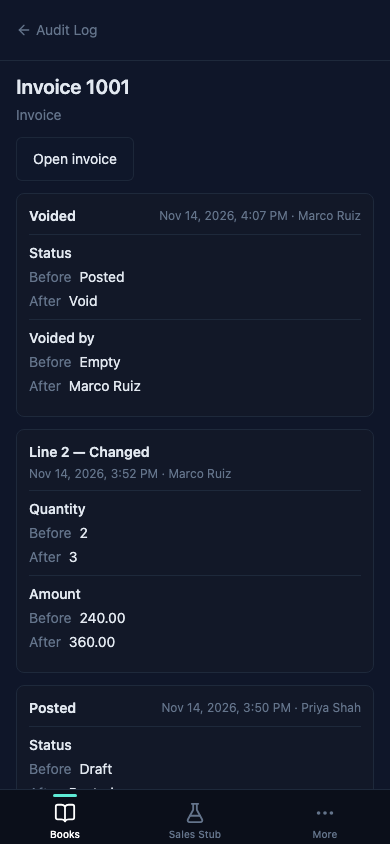 Audit Log
Invoice 1001
Invoice
Open invoice
Voided Nov 14, 2026, 4:07 PM · Marco Ruiz
Status
Before Posted
After Void
Voided by
Before Empty
After Marco Ruiz
Line 2 — Changed
Nov 14, 2026, 3:52 PM · Marco Ruiz
Quantity
Before 2
After 3
Amount
Before 240.00
After 360.00
Posted Nov 14, 2026, 3:50 PM · Priya Shah
Status
Before Draft
Books Sales Stub More